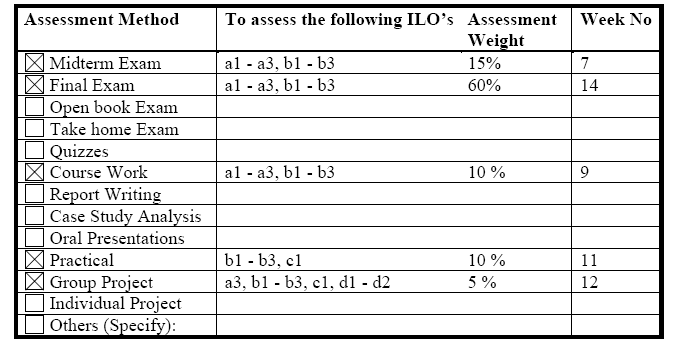 Assessment Method To assess the following ILO’s Assessment Weight Week No
Midterm Exam a1 - a3, b1 - b3 15% 7
Final Exam a1 - a3, b1 - b3 60% 14
Open book Exam
Take home Exam
Quizzes
Course Work a1 - a3, b1 - b3 10 % 9
Report Writing
Case Study Analysis
Oral Presentations
Practical b1 - b3, c1 10 % 11
Group Project a3, b1 - b3, c1, d1 - d2 5 % 12
Individual Project
Others (Specify):